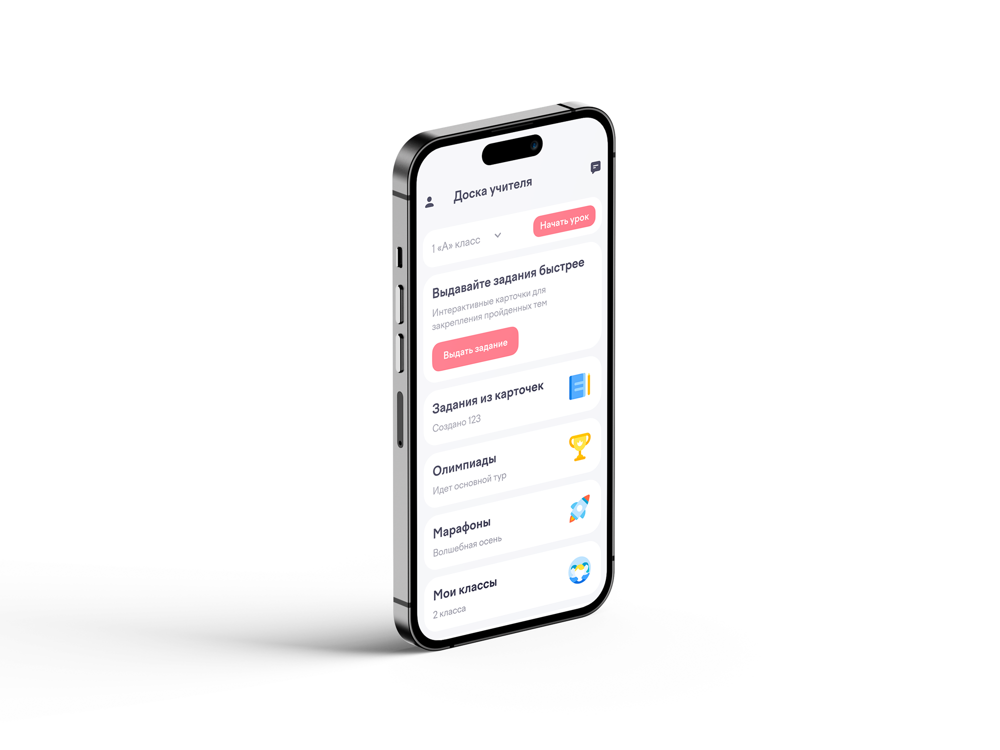 Доска учителя
1 «А» класс
Начать урок
Выдавайте задания быстрее
Интерактивные карточки для
закрепления пройденных тем
Выдать задание
Задания из карточек
Создано 123
Олимпиады
Идет основной тур
Марафоны
Волшебная осень
Мои классы
2 класса